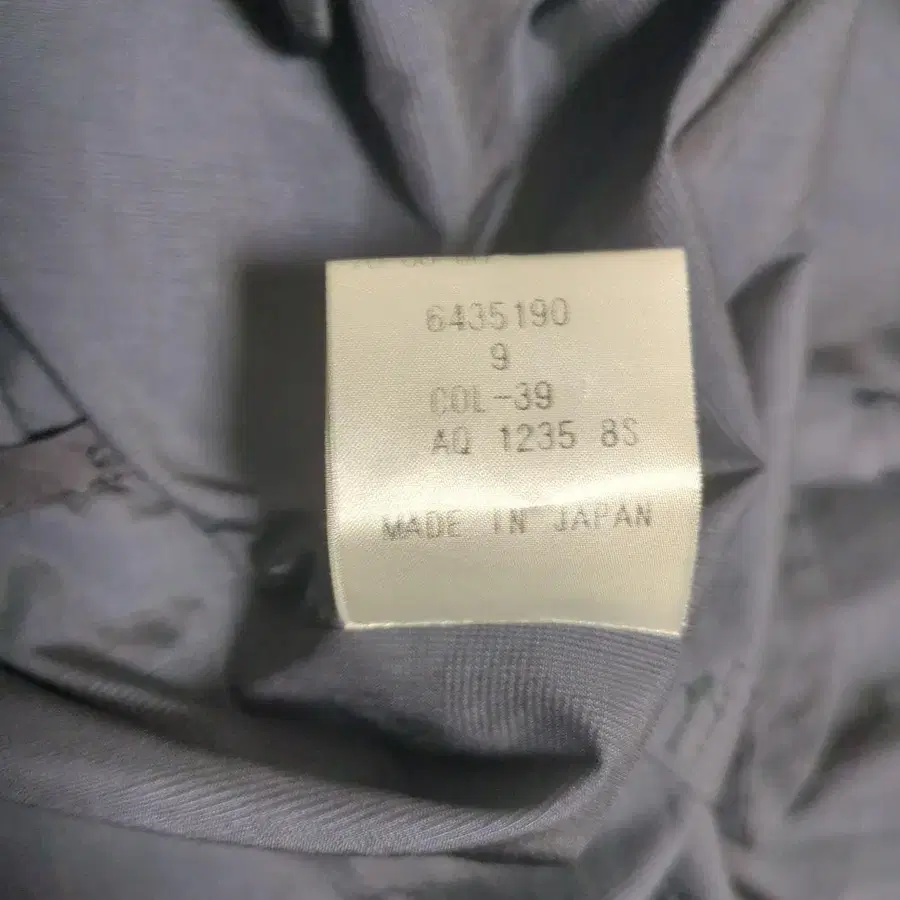 6435190
9
COL-39
AQ 1235 8S
MADE IN JAPAN